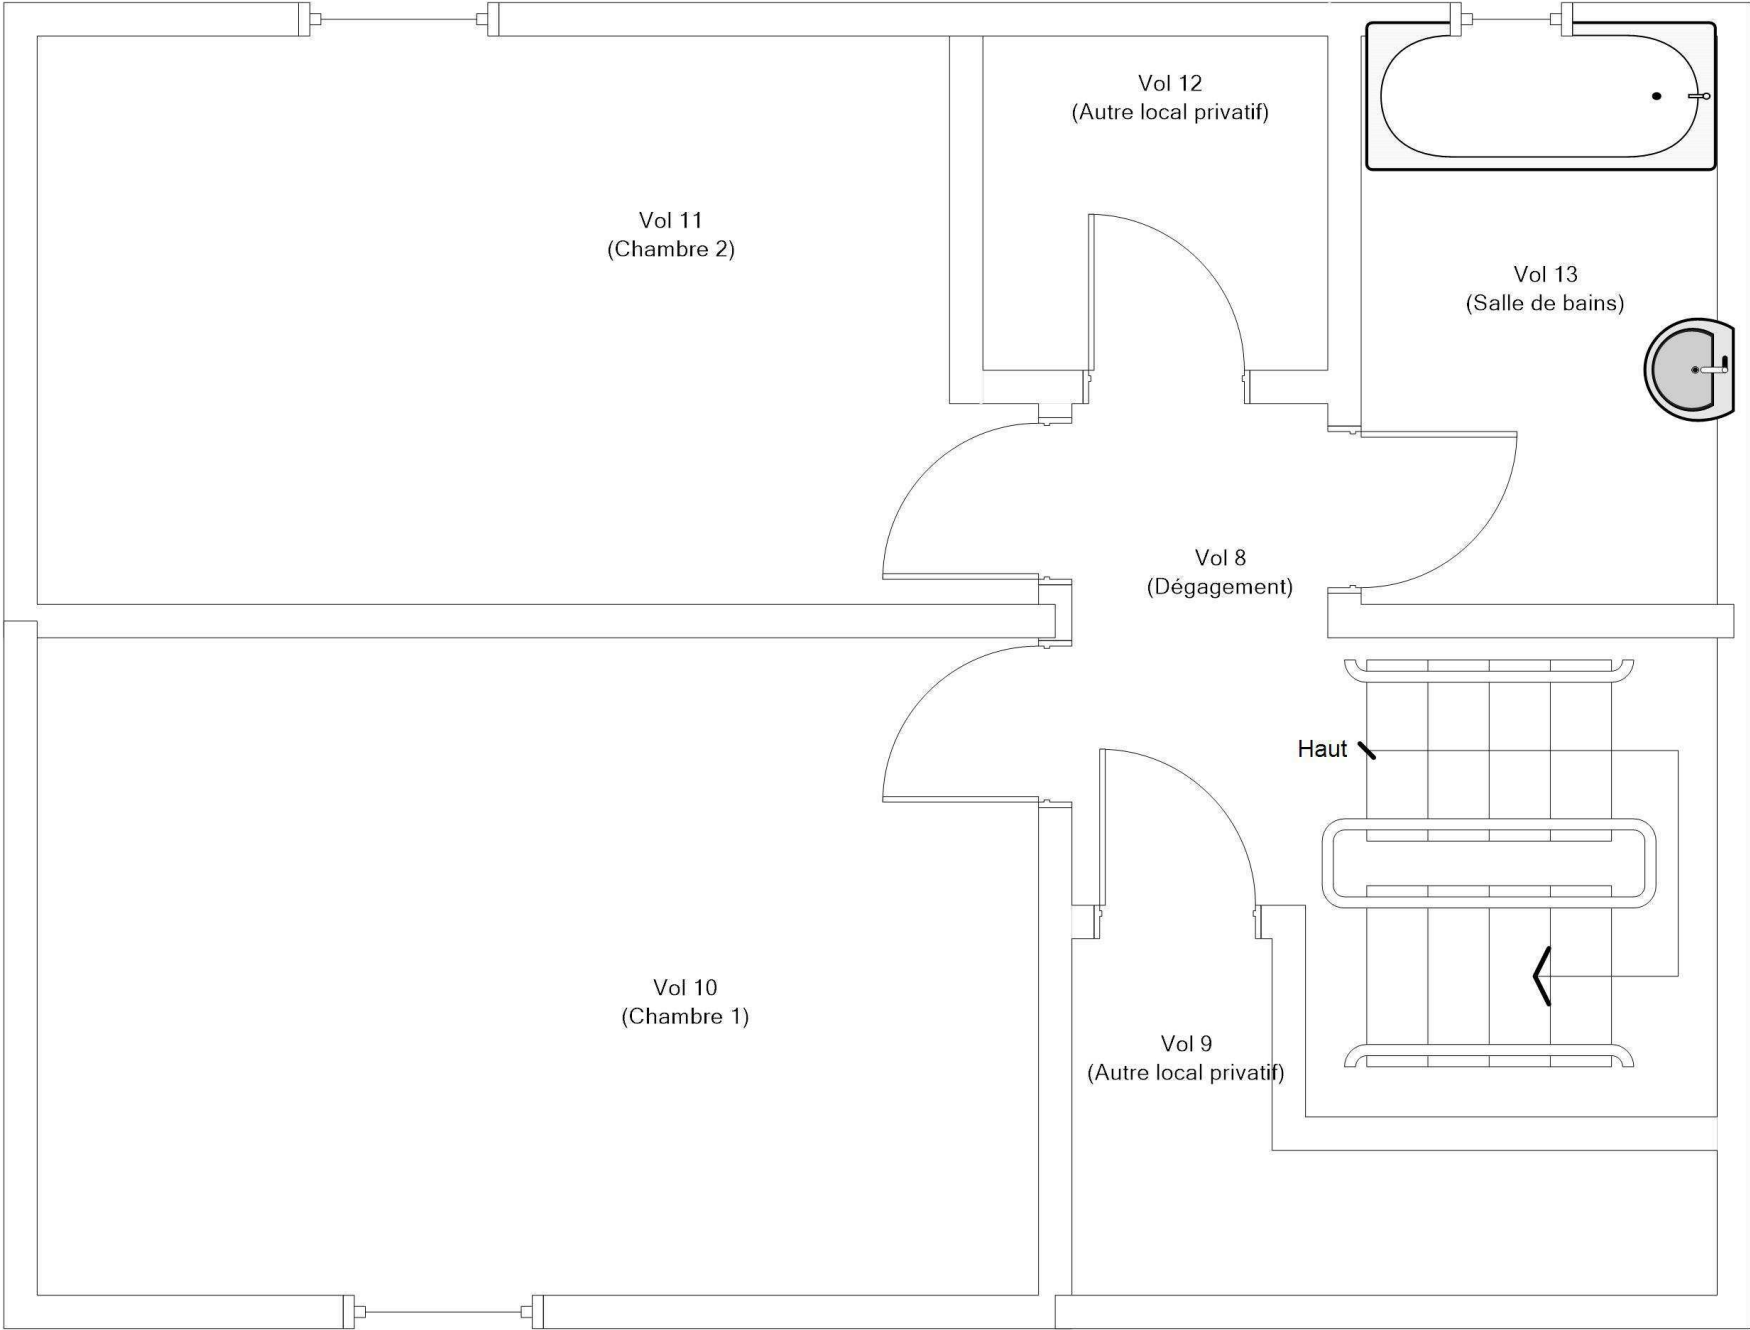 Vol 12
(Autre local privatif)
Vol 11
(Chambre 2)
Vol 13
(Salle de bains)
Vol 8
(Dégagement)
Haut
Vol 10
(Chambre 1)
Vol 9
(Autre local privatif)